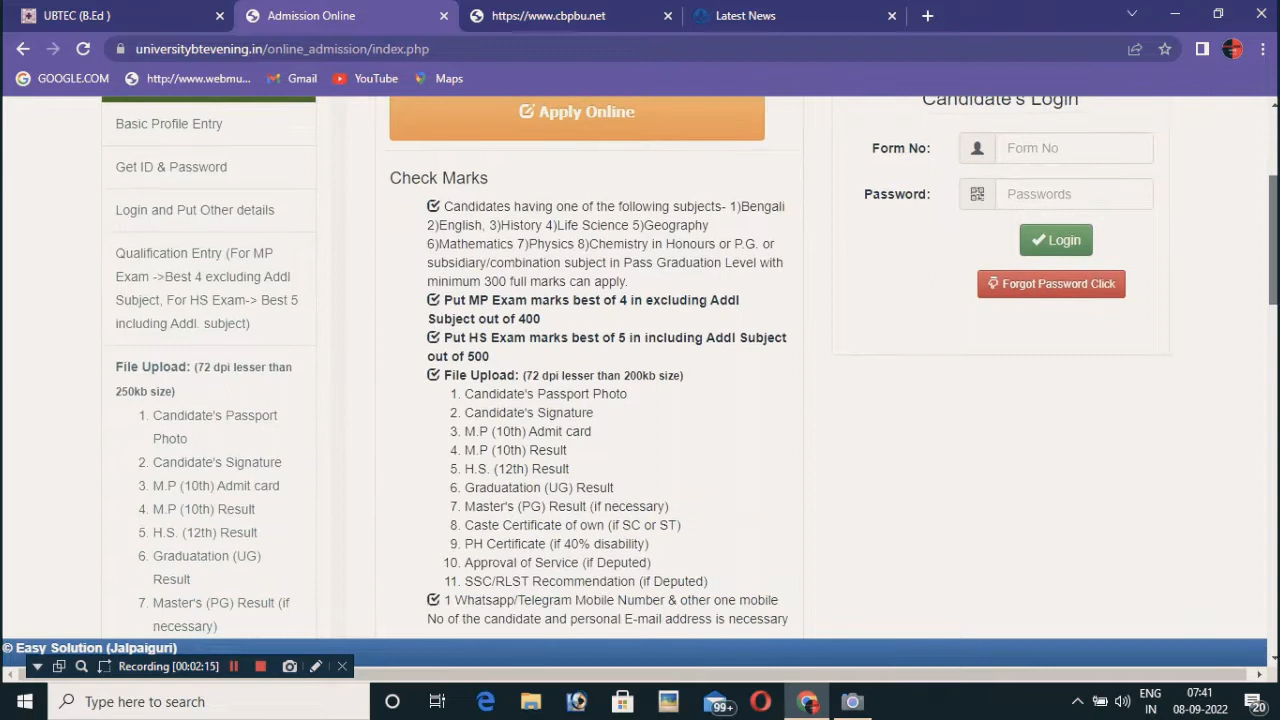 UBTEC (B.Ed )
Admission Online
https://www.cbpbu.net
Latest News
universitybtevening.in/online_admission/index.php
GOOGLE.COM
http://www.webmu...
Gmail
YouTube
Maps
Basic Profile Entry
Get ID & Password
Login and Put Other details
Qualification Entry (For MP
Exam ->Best 4 excluding Addl
Subject, For HS Exam-> Best 5
including Addl. subject)
File Upload: (72 dpi lesser than
250kb size)
1. Candidate's Passport
Photo
2. Candidate's Signature
3. M.P (10th) Admit card
4. M.P (10th) Result
5. H.S. (12th) Result
6. Graduatation (UG)
Result
7. Master's (PG) Result (if
necessary)
Apply Online
Check Marks
Candidates having one of the following subjects- 1)Bengali
2)English, 3)History 4)Life Science 5)Geography
6)Mathematics 7)Physics 8)Chemistry in Honours or P.G. or
subsidiary/combination subject in Pass Graduation Level with
minimum 300 full marks can apply.
Put MP Exam marks best of 4 in excluding Addl
Subject out of 400
Put HS Exam marks best of 5 in including Addl Subject
out of 500
File Upload: (72 dpi lesser than 200kb size)
1. Candidate's Passport Photo
2. Candidate's Signature
3. M.P (10th) Admit card
4. M.P (10th) Result
5. H.S. (12th) Result
6. Graduatation (UG) Result
7. Master's (PG) Result (if necessary)
8. Caste Certificate of own (if SC or ST)
9. PH Certificate (if 40% disability)
10. Approval of Service (if Deputed)
11. SSC/RLST Recommendation (if Deputed)
1 Whatsapp/Telegram Mobile Number & other one mobile
No of the candidate and personal E-mail address is necessary
Candidate's Login
Form No: Form No
Password: Passwords
Login
Forgot Password Click
© Easy Solution (Jalpaiguri)
Recording [00:02:15]
Type here to search
99+
ENG
IN
07:41
08-09-2022
20